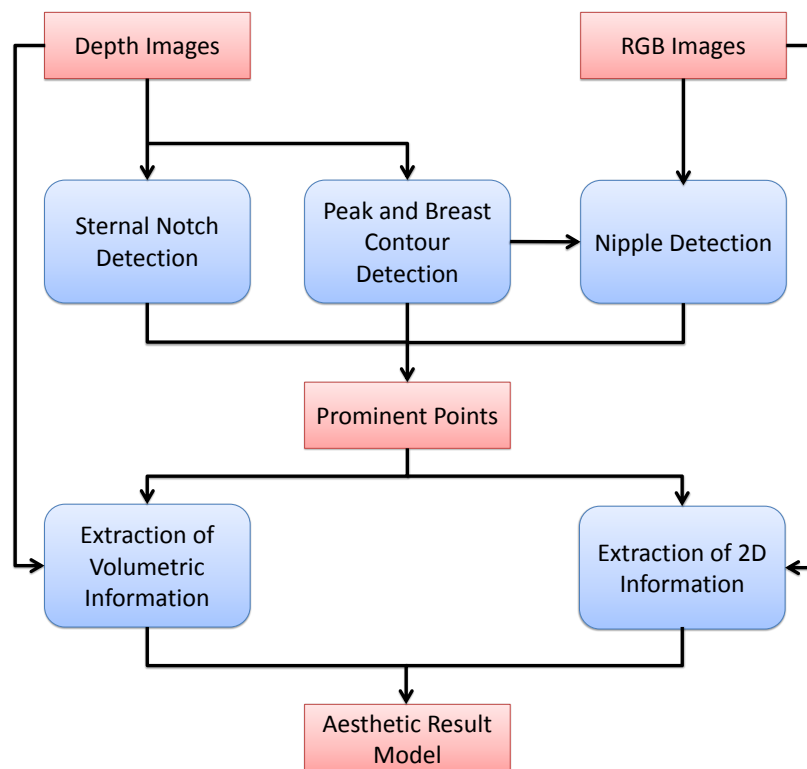 Depth Images
RGB Images
Sternal Notch
Detection
Peak and Breast
Contour
Detection
Nipple Detection
Prominent Points
Extraction of
Volumetric
Information
Extraction of 2D
Information
Aesthetic Result
Model